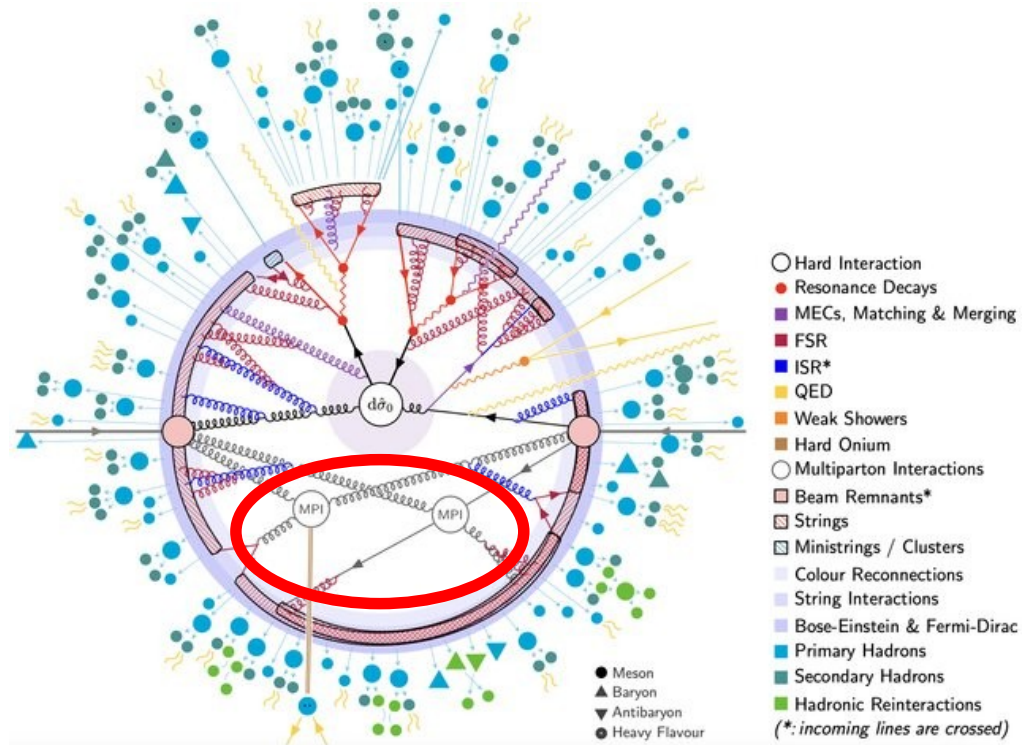 dσ̂₀
MPI
MPI
Hard Interaction
Resonance Decays
MECs, Matching & Merging
FSR
ISR*
QED
Weak Showers
Hard Onium
Multiparton Interactions
Beam Remnants*
Strings
Ministrings / Clusters
Colour Reconnections
String Interactions
Bose-Einstein & Fermi-Dirac
Primary Hadrons
Secondary Hadrons
Hadronic Reinteractions
(*: incoming lines are crossed)
Meson
Baryon
Antibaryon
Heavy Flavour